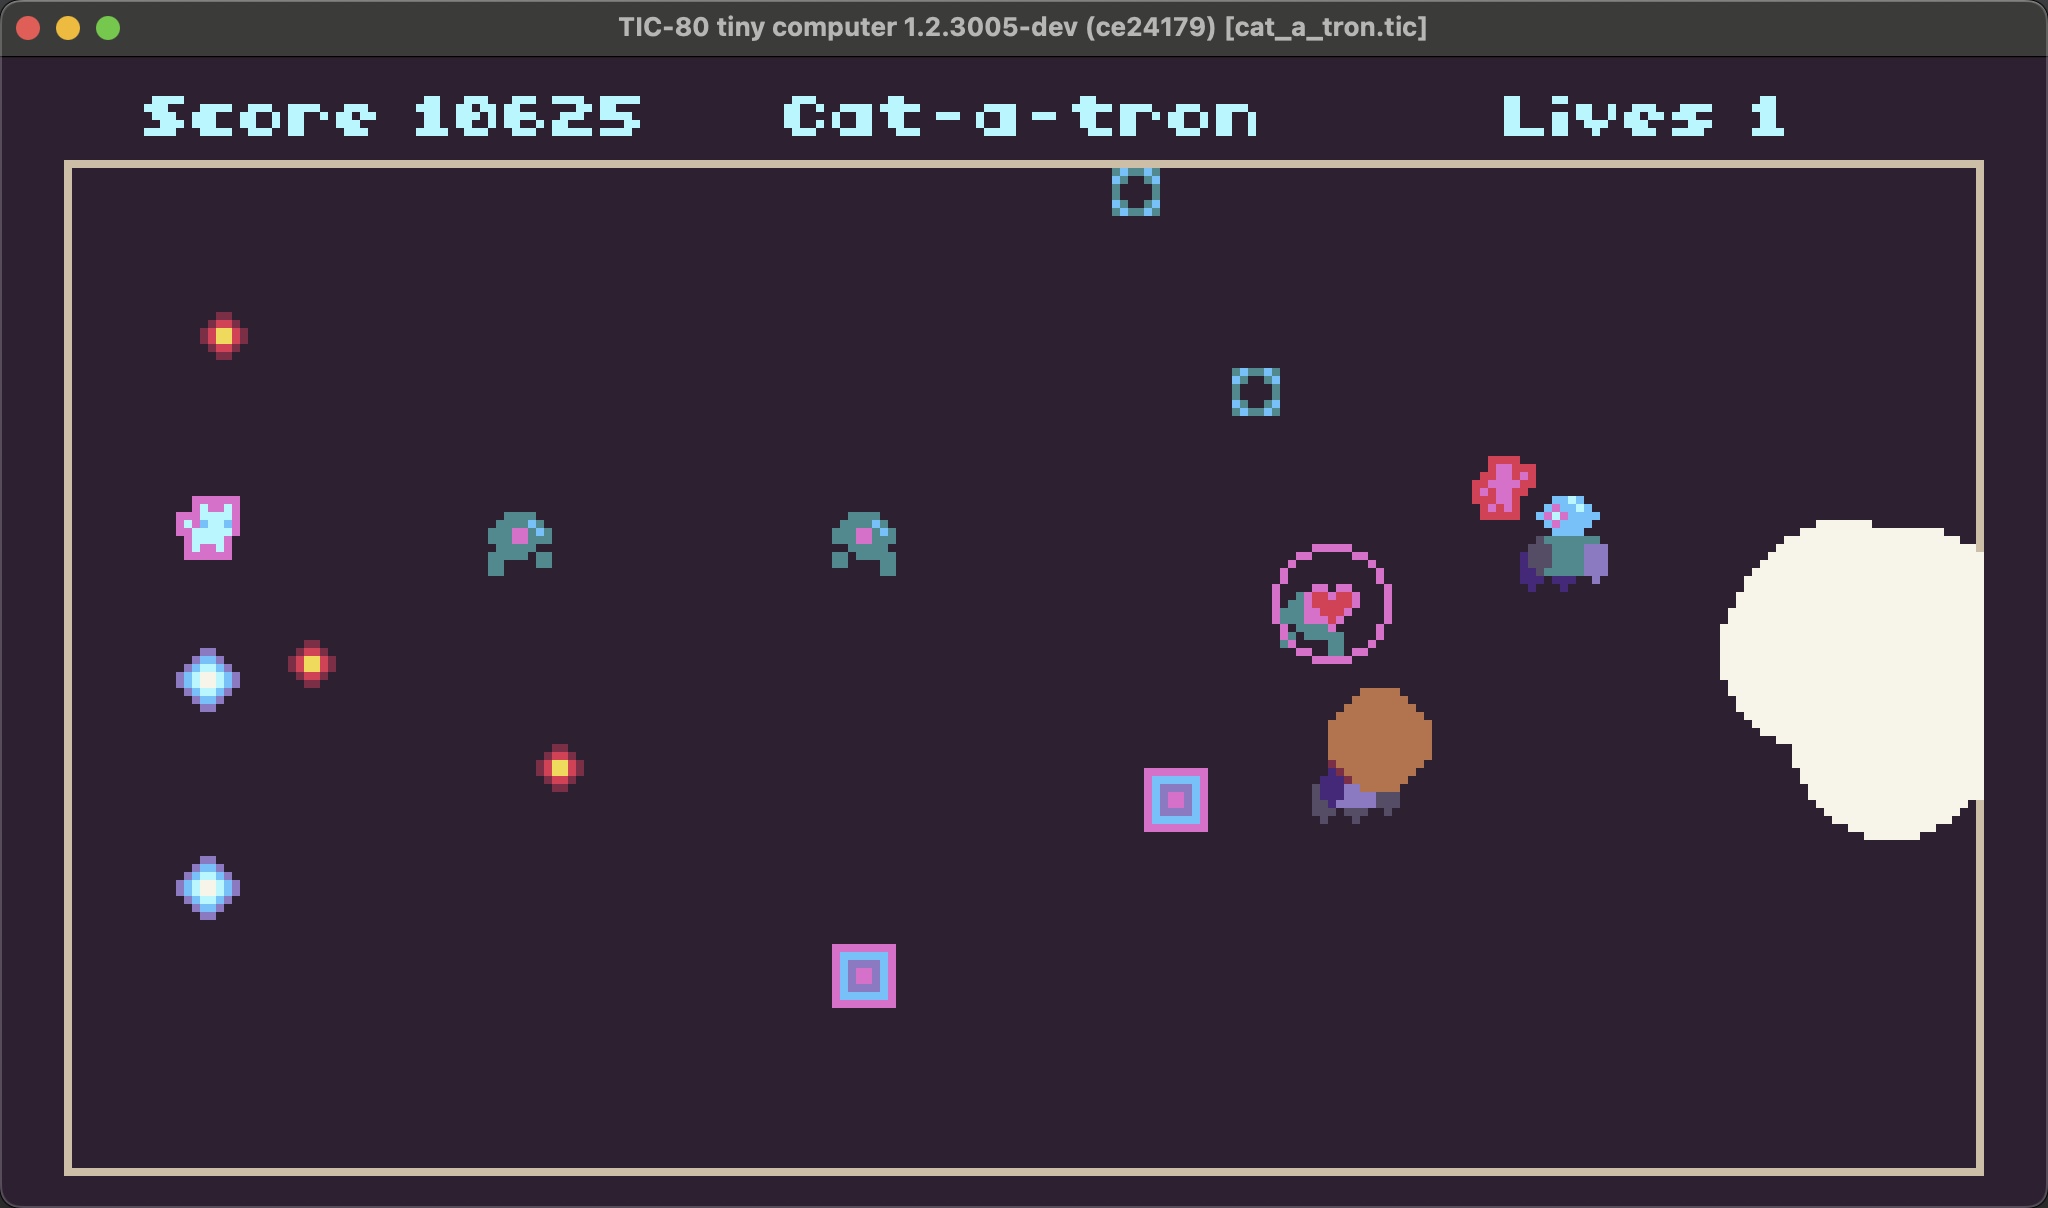 TIC-80 tiny computer 1.2.3005-dev (ce24179) [cat_a_tron.tic]
Score 10625 Cat-a-tron Lives 1